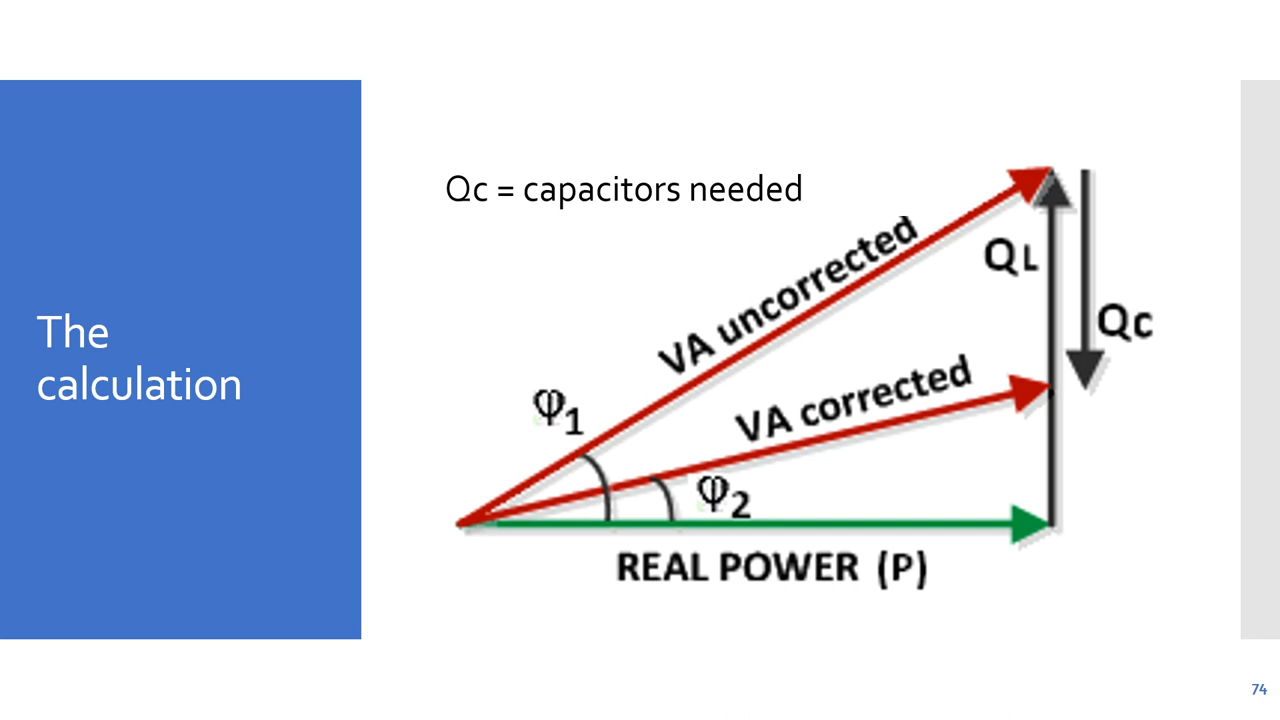 The
calculation
Qc = capacitors needed
VA uncorrected
QL
Qc
VA corrected
φ1
φ2
REAL POWER (P)
74